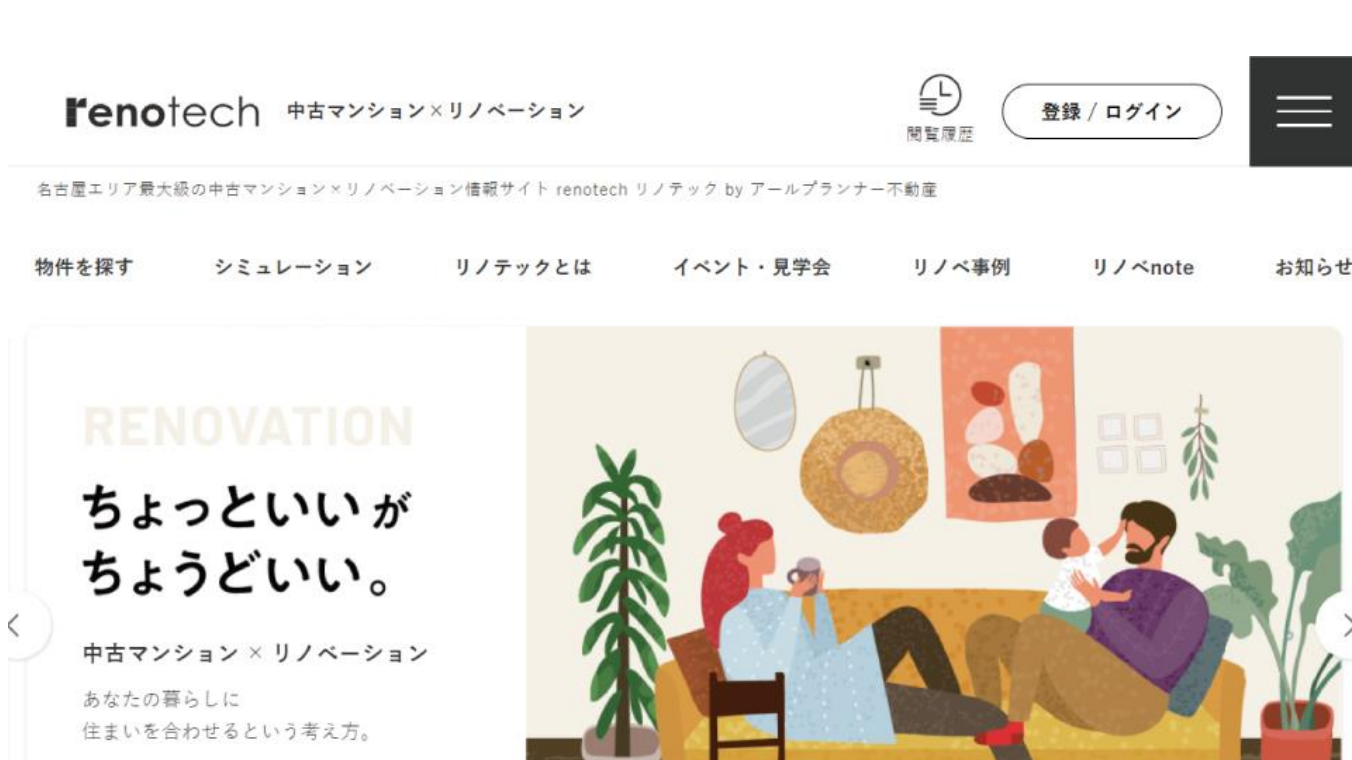 renotech 中古マンション×リノベーション
閲覧履歴
登録 / ログイン
名古屋エリア最大級の中古マンション×リノベーション情報サイト renotech リノテック by アールプランナー不動産
物件を探す シミュレーション リノテックとは イベント・見学会 リノベ事例 リノベnote お知らせ
RENOVATION
ちょっといいが
ちょうどいい。
中古マンション × リノベーション
あなたの暮らしに
住まいを合わせるという考え方。